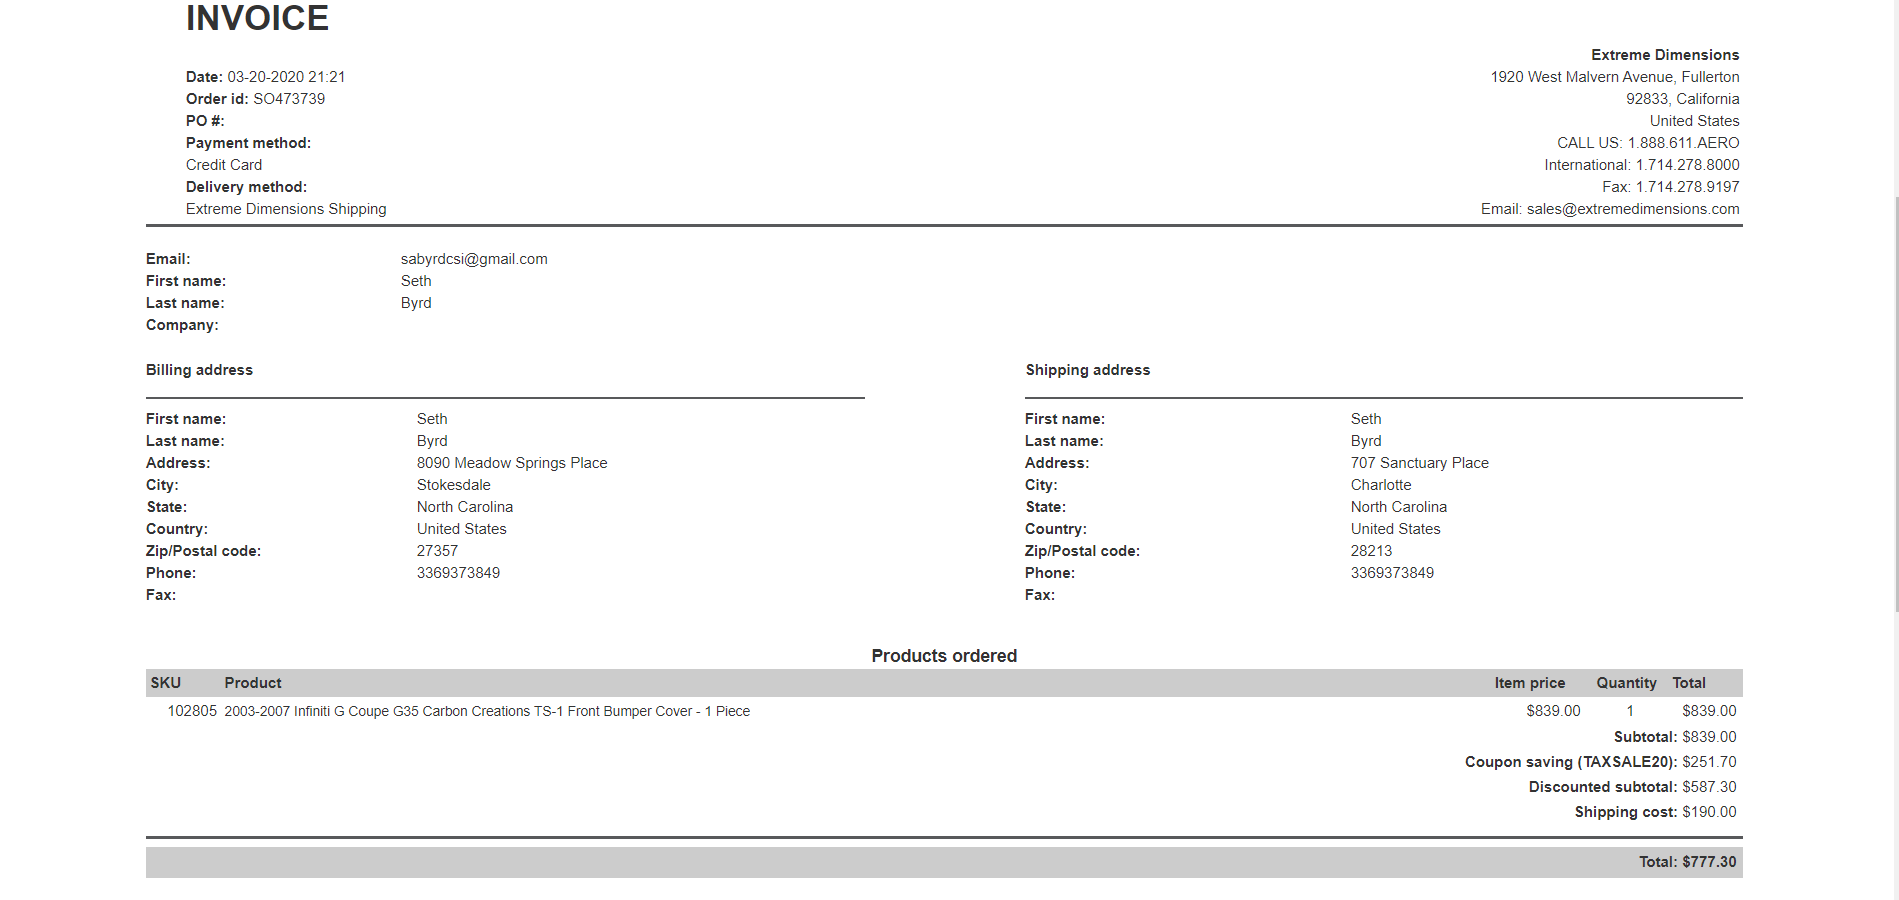 INVOICE
Extreme Dimensions
Date: 03-20-2020 21:21
1920 West Malvern Avenue, Fullerton
Order id: SO473739
92833, California
PO #:
United States
Payment method:
CALL US: 1.888.611.AERO
Credit Card
International: 1.714.278.8000
Delivery method:
Fax: 1.714.278.9197
Extreme Dimensions Shipping
Email: sales@extremedimensions.com
Email: sabyrdcsi@gmail.com
First name: Seth
Last name: Byrd
Company:
Billing address
First name: Seth
Last name: Byrd
Address: 8090 Meadow Springs Place
City: Stokesdale
State: North Carolina
Country: United States
Zip/Postal code: 27357
Phone: 3369373849
Fax:
Shipping address
First name: Seth
Last name: Byrd
Address: 707 Sanctuary Place
City: Charlotte
State: North Carolina
Country: United States
Zip/Postal code: 28213
Phone: 3369373849
Fax:
Products ordered
SKU Product Item price Quantity Total
102805 2003-2007 Infiniti G Coupe G35 Carbon Creations TS-1 Front Bumper Cover - 1 Piece $839.00 1 $839.00
Subtotal: $839.00
Coupon saving (TAXSALE20): $251.70
Discounted subtotal: $587.30
Shipping cost: $190.00
Total: $777.30